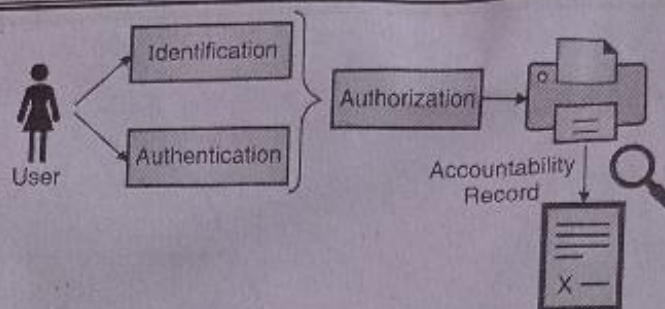 Identification
Authorization
Authentication
User
Accountability
Record
X